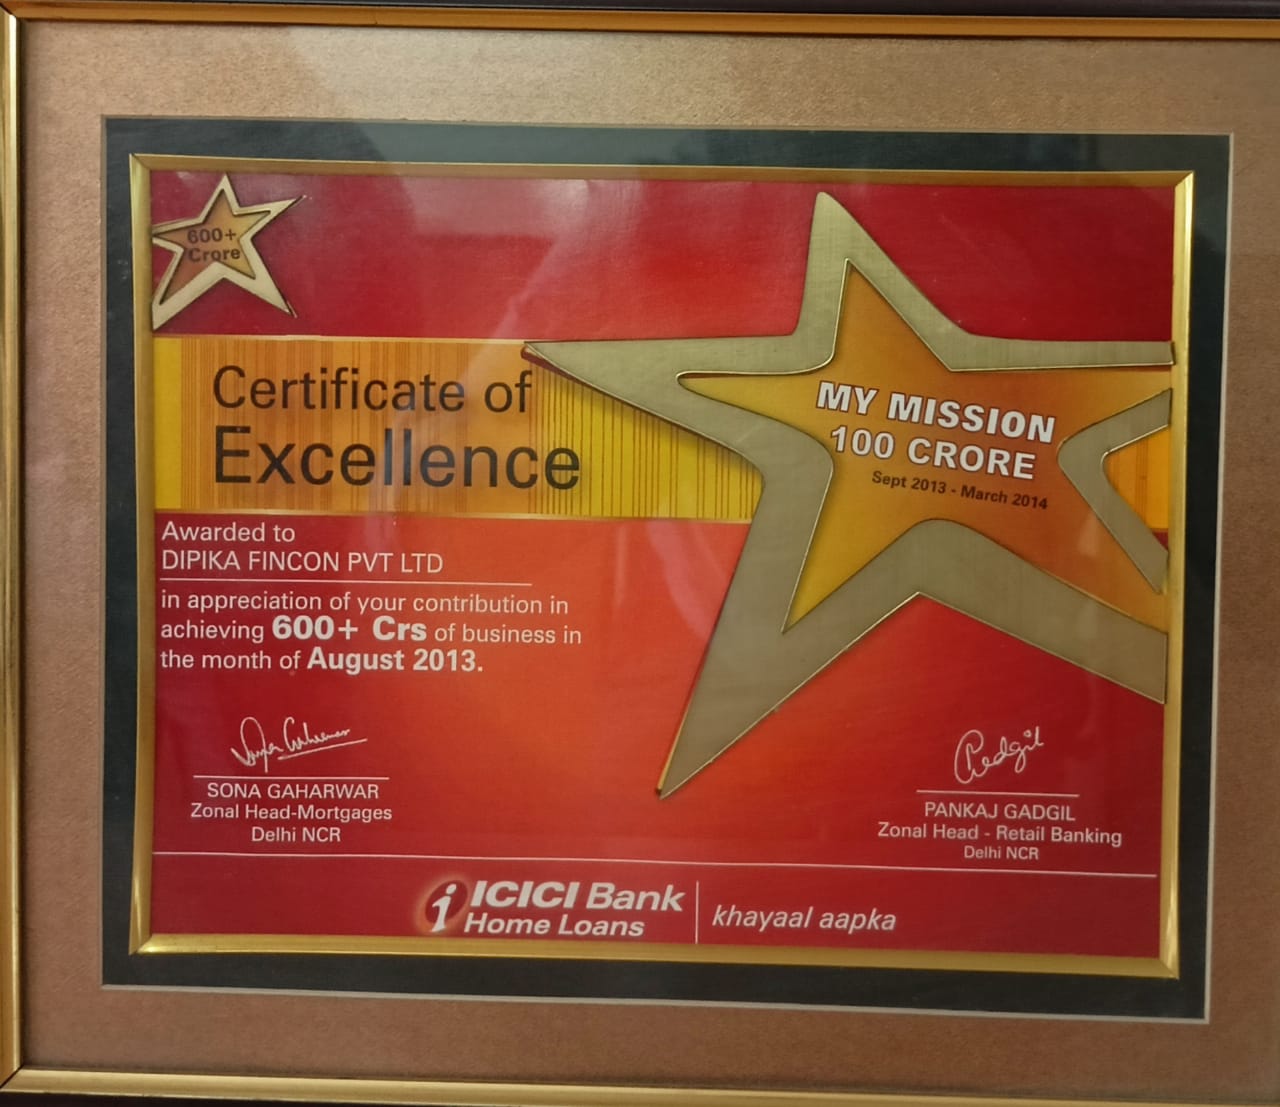 600+
Crore
Certificate of
Excellence
MY MISSION
100 CRORE
Sept 2013 - March 2014
Awarded to
DIPIKA FINCON PVT LTD
in appreciation of your contribution in
achieving 600+ Crs of business in
the month of August 2013.
SONA GAHARWAR
Zonal Head-Mortgages
Delhi NCR
Gadgil
PANKAJ GADGIL
Zonal Head - Retail Banking
Delhi NCR
i ICICI Bank
Home Loans
khayaal aapka